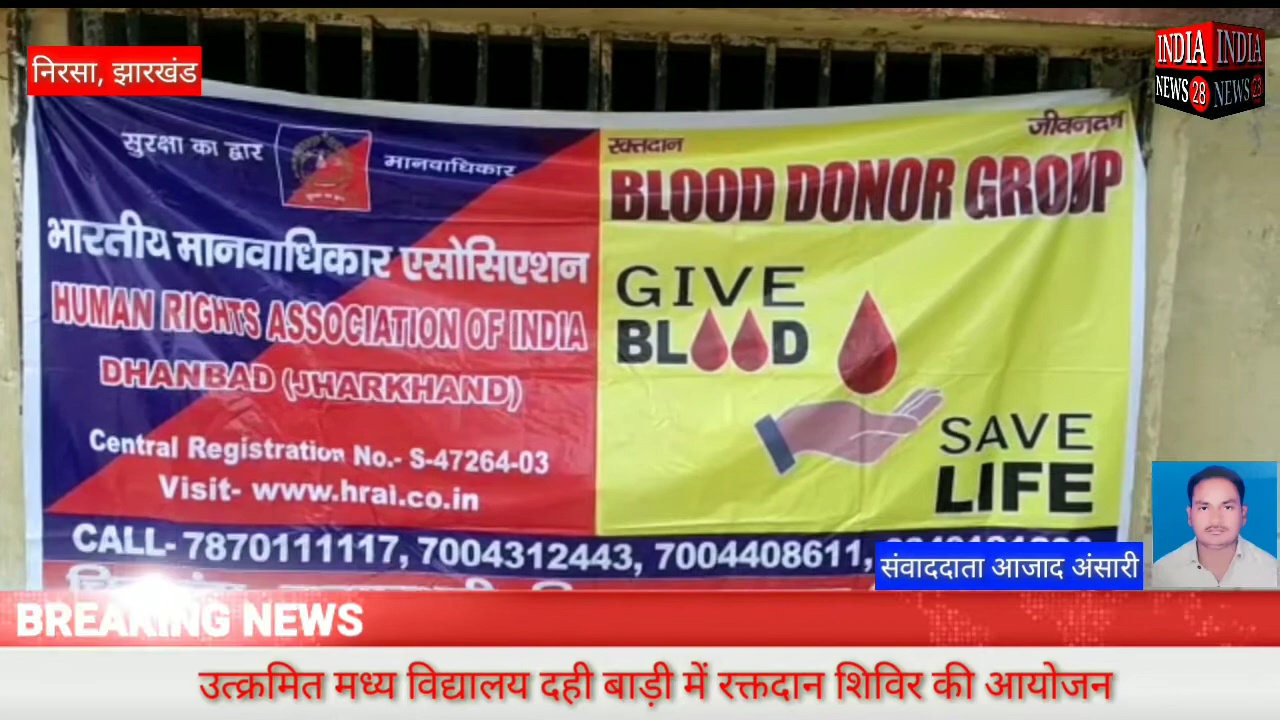 निरसा, झारखंड
INDIA INDIA
NEWS 28 NEWS 28
सुरक्षा का द्वार
मानवाधिकार
भारतीय मानवाधिकार एसोसिएशन
HUMAN RIGHTS ASSOCIATION OF INDIA
DHANBAD (JHARKHAND)
Central Registration No.- S-47264-03
Visit- www.hrai.co.in
रक्तदान
जीवनदान
BLOOD DONOR GROUP
GIVE
BLOOD
SAVE
LIFE
CALL- 7870111117, 7004312443, 7004408611,
संवाददाता आजाद अंसारी
BREAKING NEWS
उत्क्रमित मध्य विद्यालय दही बाड़ी में रक्तदान शिविर की आयोजन